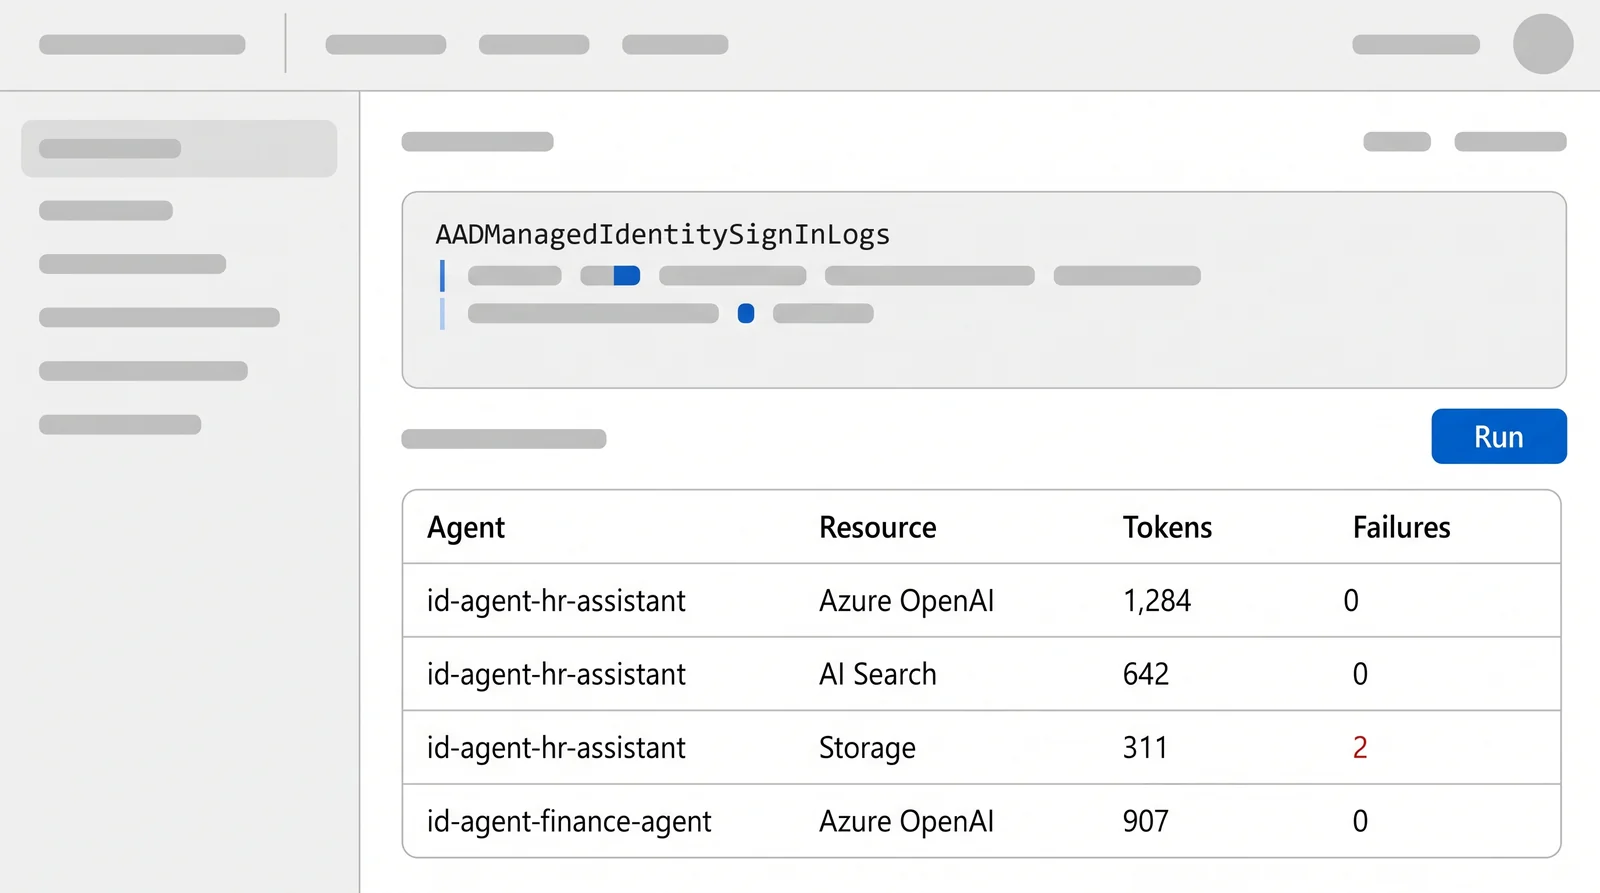 AADManagedIdentitySignInLogs
Run
Agent Resource Tokens Failures
id-agent-hr-assistant Azure OpenAI 1,284 0
id-agent-hr-assistant AI Search 642 0
id-agent-hr-assistant Storage 311 2
id-agent-finance-agent Azure OpenAI 907 0